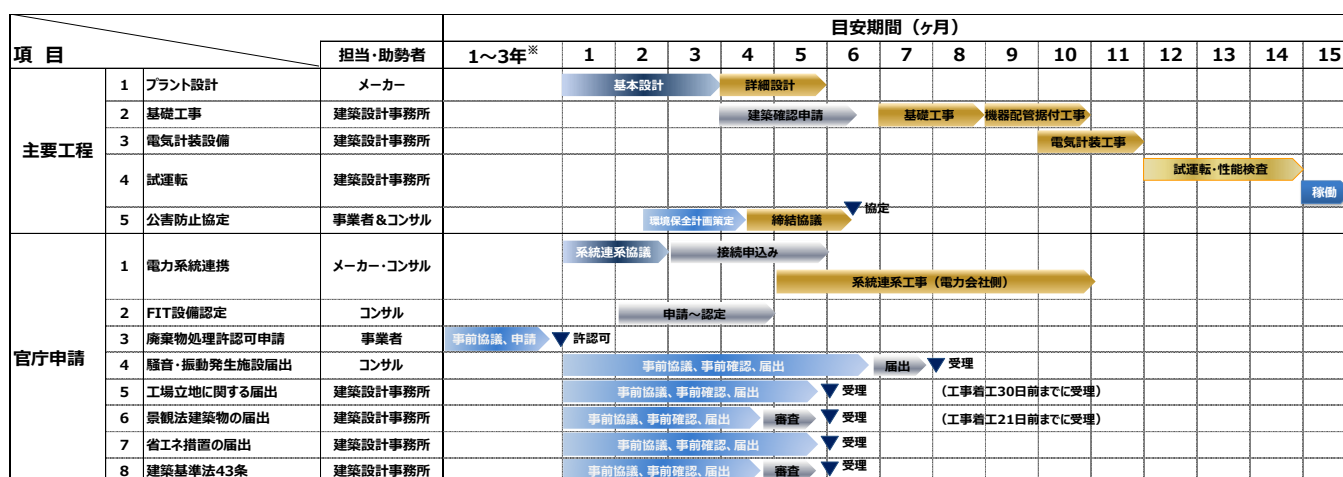 目安期間（ヶ月）
項 目 担当・助勢者 1～3年※ 1 2 3 4 5 6 7 8 9 10 11 12 13 14 15
主要工程
1 プラント設計 メーカー 基本設計 詳細設計
2 基礎工事 建築設計事務所 建築確認申請 基礎工事 機器配管据付工事
3 電気計装設備 建築設計事務所 電気計装工事
4 試運転 建築設計事務所 試運転・性能検査
稼働
5 公害防止協定 事業者&コンサル 環境保全計画策定 締結協議 ▼協定
官庁申請
1 電力系統連携 メーカー・コンサル 系統連系協議 接続申込み
系統連系工事（電力会社側）
2 FIT設備認定 コンサル 申請～認定
3 廃棄物処理許認可申請 事業者 事前協議、申請 ▼ 許認可
4 騒音・振動発生施設届出 コンサル 事前協議、事前確認、届出 届出 ▼ 受理
5 工場立地に関する届出 建築設計事務所 事前協議、事前確認、届出 ▼ 受理 （工事着工30日前までに受理）
6 景観法建築物の届出 建築設計事務所 事前協議、事前確認、届出 審査 ▼ 受理 （工事着工21日前までに受理）
7 省エネ措置の届出 建築設計事務所 事前協議、事前確認、届出 ▼ 受理
8 建築基準法43条 建築設計事務所 事前協議、事前確認、届出 審査 ▼ 受理